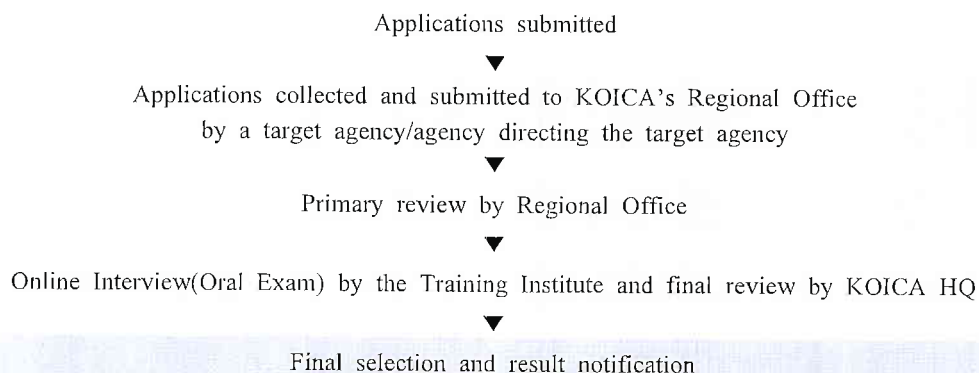 Applications submitted
▼
Applications collected and submitted to KOICA's Regional Office
by a target agency/agency directing the target agency
▼
Primary review by Regional Office
▼
Online Interview(Oral Exam) by the Training Institute and final review by KOICA HQ
▼
Final selection and result notification